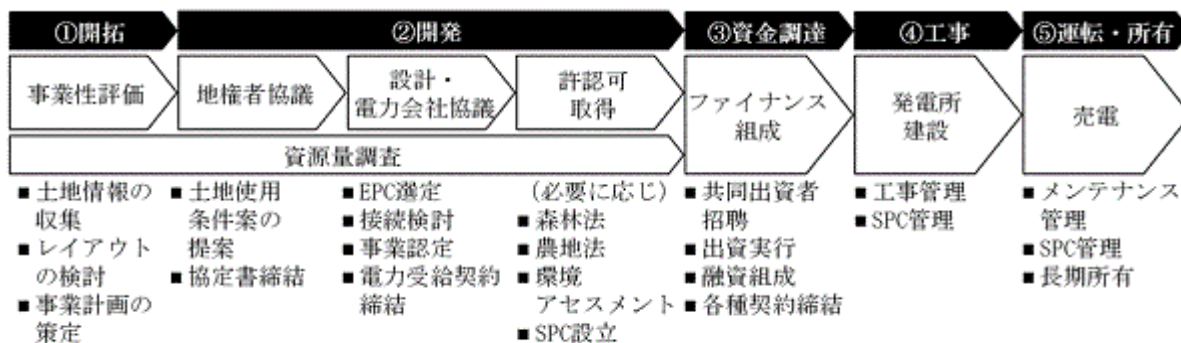 ①開拓
②開発
③資金調達
④工事
⑤運転・所有
事業性評価
地権者協議
設計・
電力会社協議
許認可
取得
ファイナンス
組成
発電所
建設
売電
資源量調査
■ 土地情報の
収集
■ レイアウト
の検討
■ 事業計画の
策定
■ 土地使用
条件案の
提案
■ 協定書締結
■ EPC選定
■ 接続検討
■ 事業認定
■ 電力受給契約
締結
(必要に応じ)
■ 森林法
■ 農地法
■ 環境
アセスメント
■ SPC設立
■ 共同出資者
招聘
■ 出資実行
■ 融資組成
■ 各種契約締結
■ 工事管理
■ SPC管理
■ メンテナンス
管理
■ SPC管理
■ 長期所有